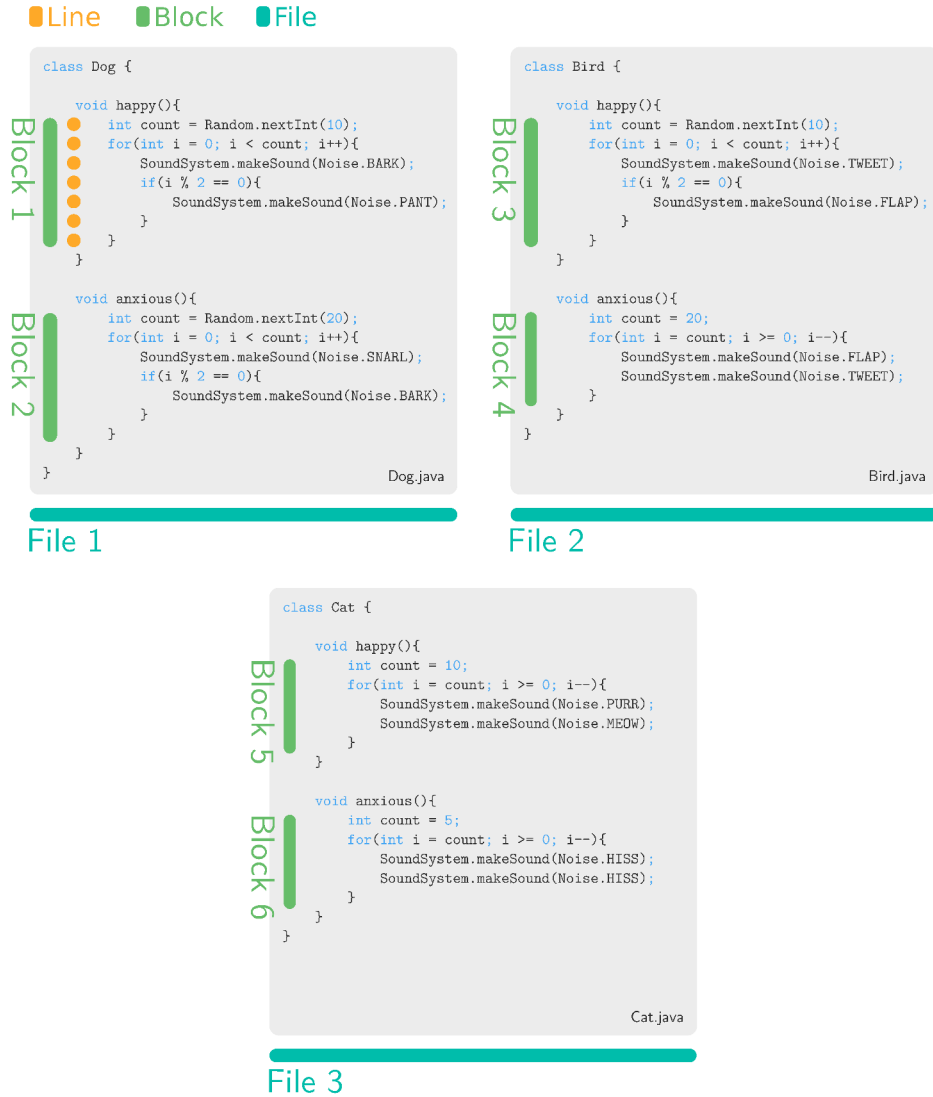 Line Block File
class Dog {
void happy(){
int count = Random.nextInt(10);
for(int i = 0; i < count; i++){
SoundSystem.makeSound(Noise.BARK);
if(i % 2 == 0){
SoundSystem.makeSound(Noise.PANT);
}
}
}
void anxious(){
int count = Random.nextInt(20);
for(int i = 0; i < count; i++){
SoundSystem.makeSound(Noise.SNARL);
if(i % 2 == 0){
SoundSystem.makeSound(Noise.BARK);
}
}
}
}
Dog.java
Block 1
Block 2
File 1
class Bird {
void happy(){
int count = Random.nextInt(10);
for(int i = 0; i < count; i++){
SoundSystem.makeSound(Noise.TWEET);
if(i % 2 == 0){
SoundSystem.makeSound(Noise.FLAP);
}
}
}
void anxious(){
int count = 20;
for(int i = count; i >= 0; i--){
SoundSystem.makeSound(Noise.FLAP);
SoundSystem.makeSound(Noise.TWEET);
}
}
}
Bird.java
Block 3
Block 4
File 2
class Cat {
void happy(){
int count = 10;
for(int i = count; i >= 0; i--){
SoundSystem.makeSound(Noise.PURR);
SoundSystem.makeSound(Noise.MEOW);
}
}
void anxious(){
int count = 5;
for(int i = count; i >= 0; i--){
SoundSystem.makeSound(Noise.HISS);
SoundSystem.makeSound(Noise.HISS);
}
}
}
Cat.java
Block 5
Block 6
File 3